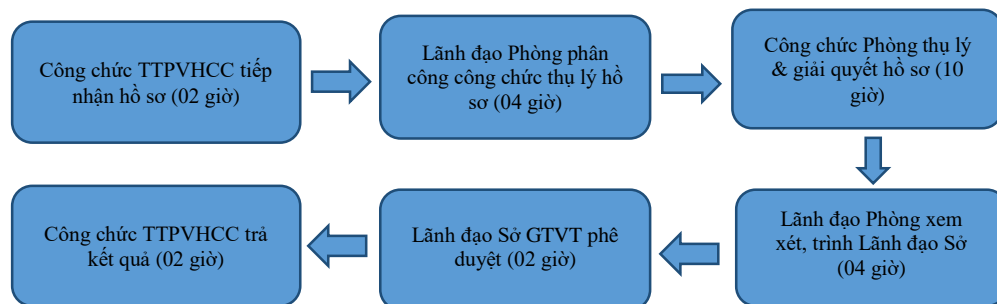 Công chức TTPVHCC tiếp
nhận hồ sơ (02 giờ)
Lãnh đạo Phòng phân
công công chức thụ lý hồ
sơ (04 giờ)
Công chức Phòng thụ lý
& giải quyết hồ sơ (10
giờ)
Lãnh đạo Phòng xem
xét, trình Lãnh đạo Sở
(04 giờ)
Lãnh đạo Sở GTVT phê
duyệt (02 giờ)
Công chức TTPVHCC trả
kết quả (02 giờ)